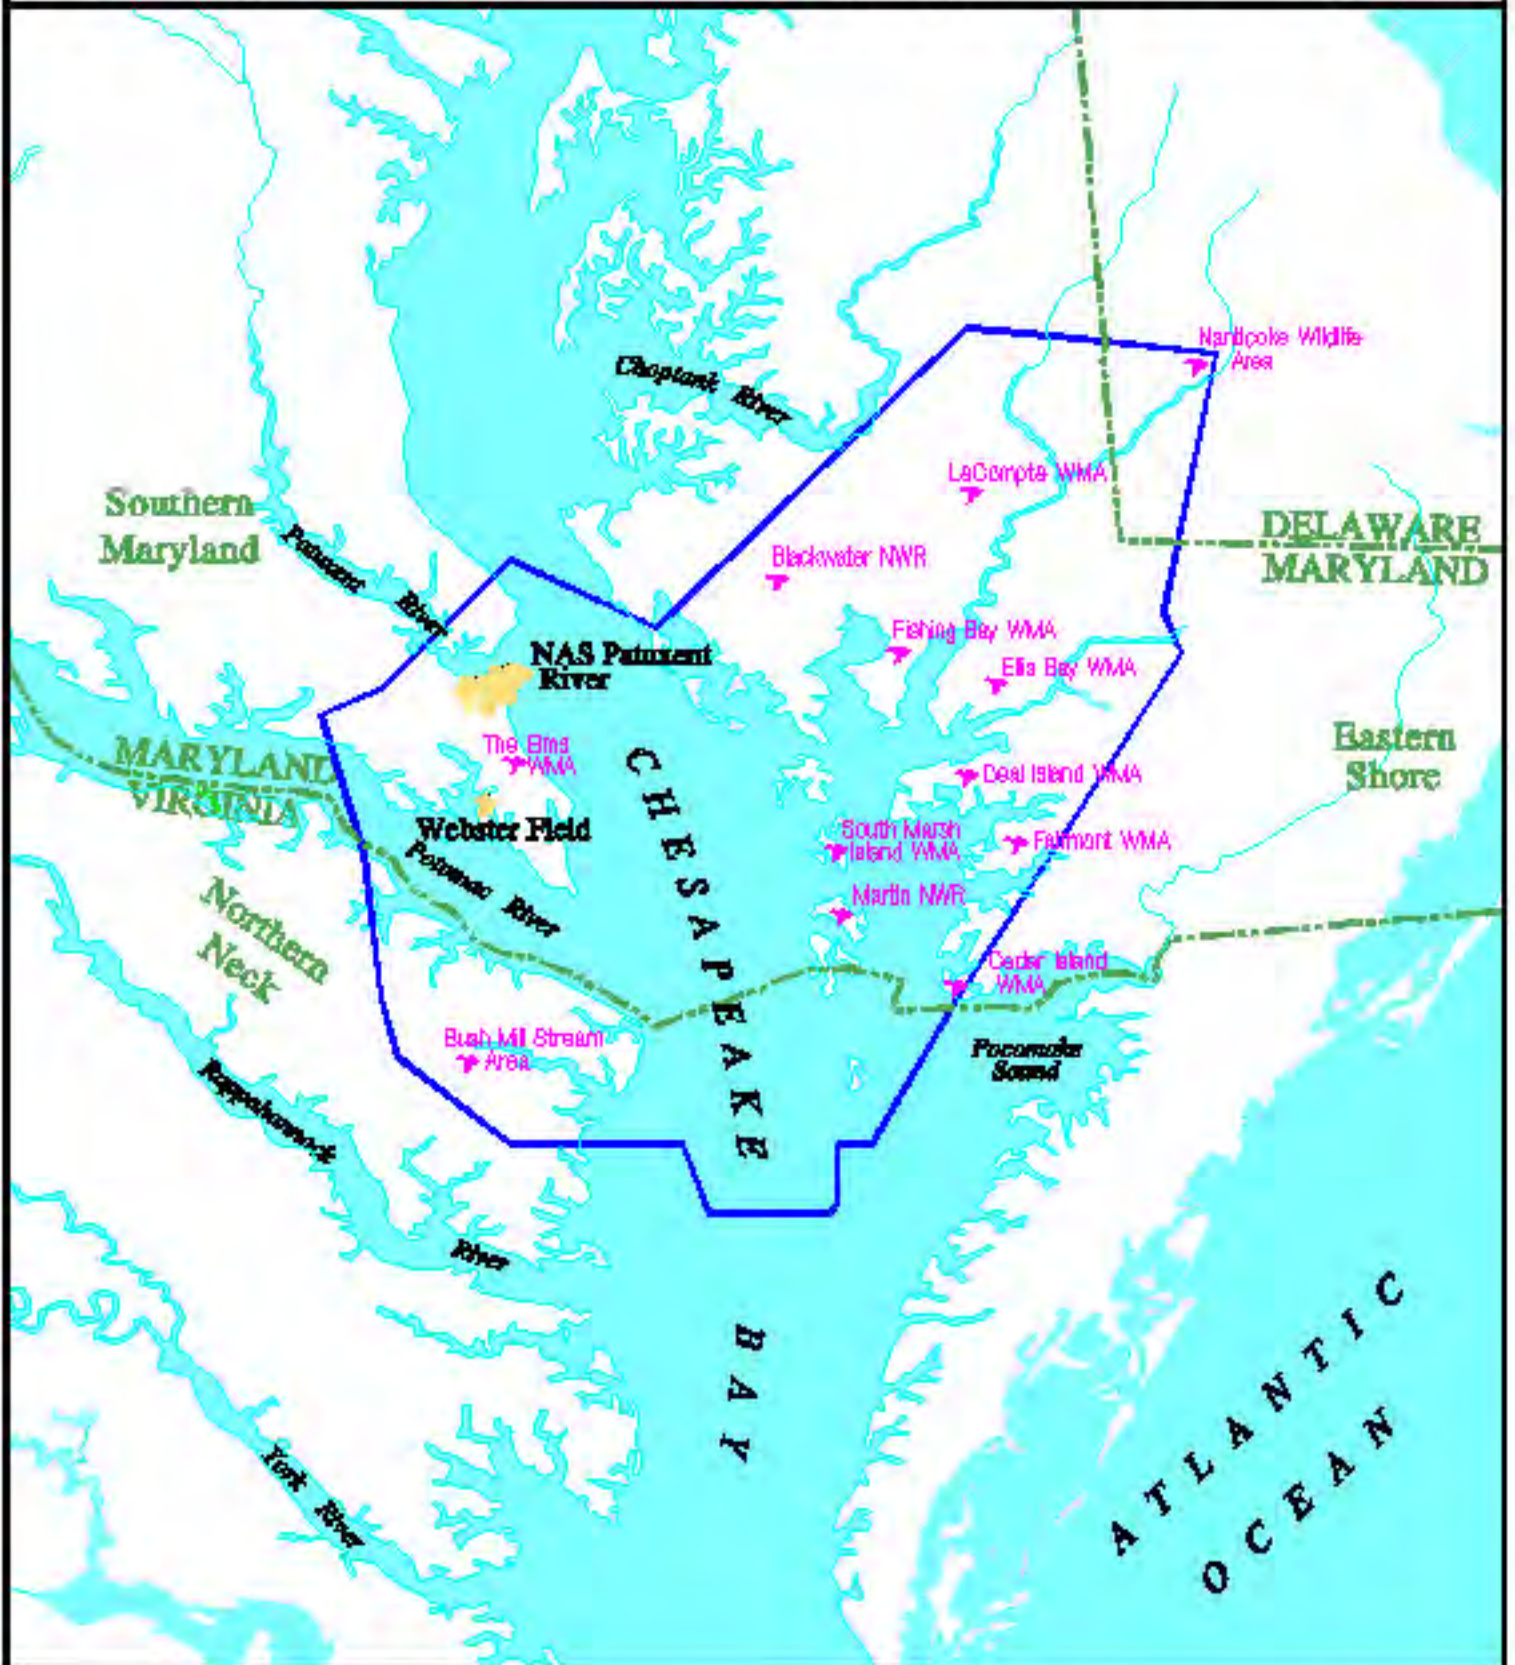 Nanticoke Wildlife
Area
Choptank River
LeCompte WMA
Southern
Maryland
DELAWARE
MARYLAND
Patuxent River
Blackwater NWR
Fishing Bay WMA
NAS Patuxent
River
Ellis Bay WMA
The Elms
WMA
MARYLAND
VIRGINIA
Eastern
Shore
Deal Island WMA
Webster Field
South Marsh
Island WMA
Fairmont WMA
Potomac River
Martin NWR
Northern
Neck
Cedar Island
WMA
CHESAPEAKE
BAY
Bush Mill Stream
Area
Pocomoke
Sound
Rappahannock
River
York River
ATLANTIC
OCEAN